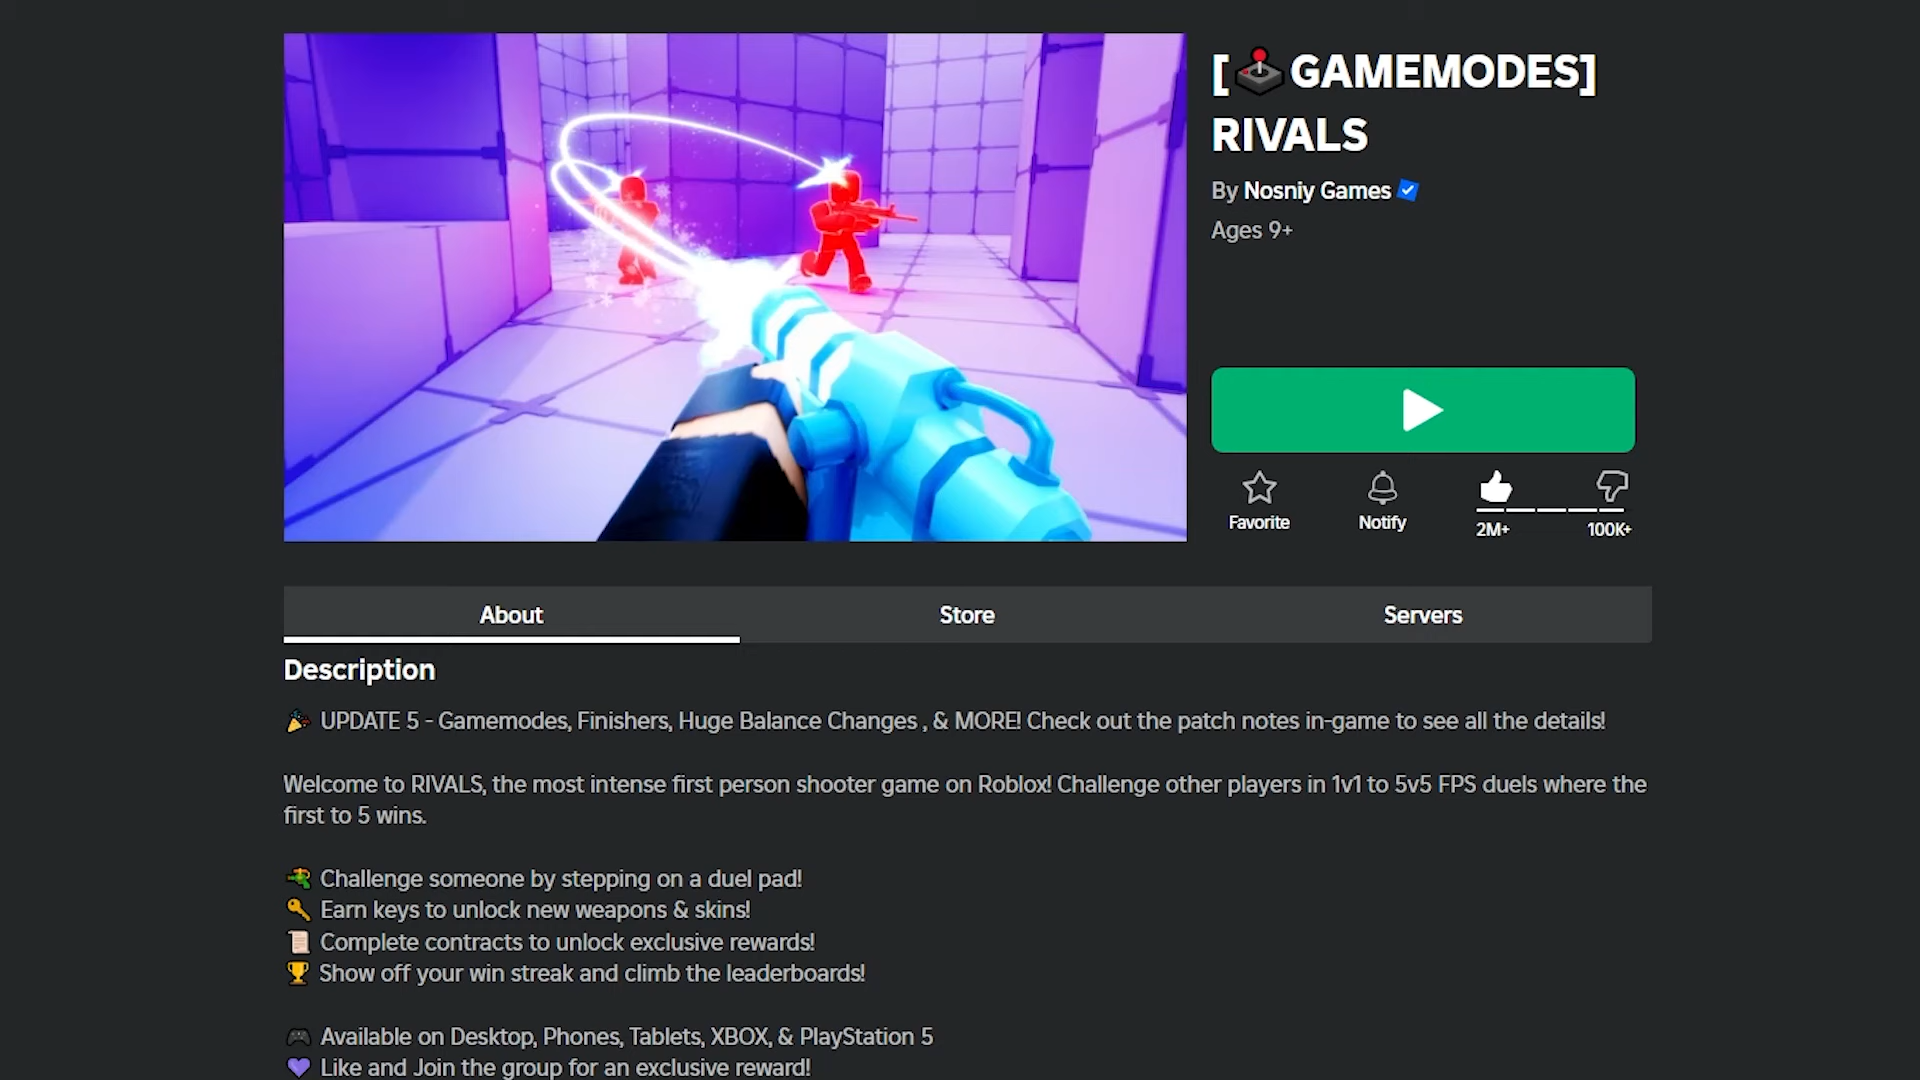 [🕹️GAMEMODES]
RIVALS
By Nosniy Games
Ages 9+
Favorite
Notify
2M+
100K+
About
Store
Servers
Description
🎉 UPDATE 5 - Gamemodes, Finishers, Huge Balance Changes , & MORE! Check out the patch notes in-game to see all the details!
Welcome to RIVALS, the most intense first person shooter game on Roblox! Challenge other players in 1v1 to 5v5 FPS duels where the
first to 5 wins.
🔫 Challenge someone by stepping on a duel pad!
🔑 Earn keys to unlock new weapons & skins!
📜 Complete contracts to unlock exclusive rewards!
🏆 Show off your win streak and climb the leaderboards!
🎮 Available on Desktop, Phones, Tablets, XBOX, & PlayStation 5
💜 Like and Join the group for an exclusive reward!